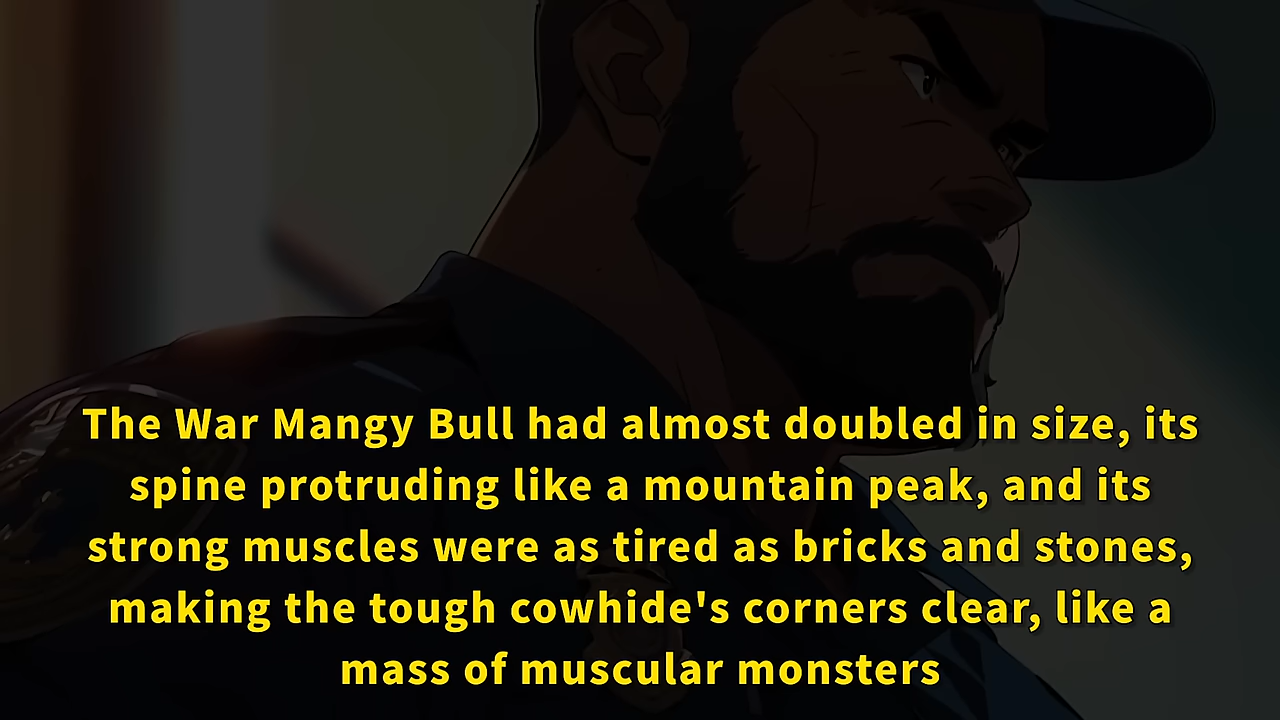 The War Mangy Bull had almost doubled in size, its
spine protruding like a mountain peak, and its
strong muscles were as tired as bricks and stones,
making the tough cowhide's corners clear, like a
mass of muscular monsters